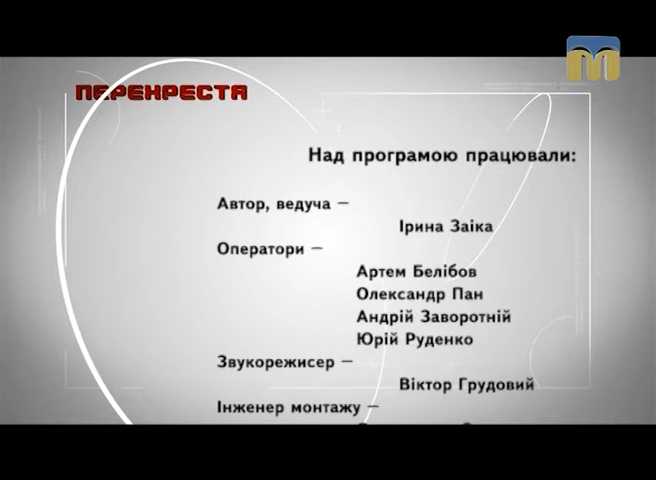 ПЕРЕХРЕСТЯ
М
Над програмою працювали:
Автор, ведуча –
Ірина Заіка
Оператори –
Артем Белібов
Олександр Пан
Андрій Заворотній
Юрій Руденко
Звукорежисер –
Віктор Грудовий
Інженер монтажу –